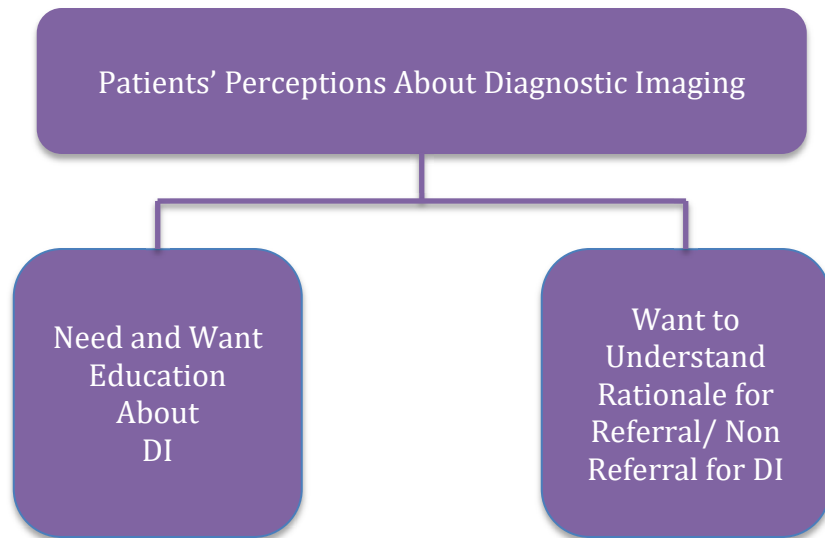 Patients’ Perceptions About Diagnostic Imaging
Need and Want
Education
About
DI
Want to
Understand
Rationale for
Referral/ Non
Referral for DI